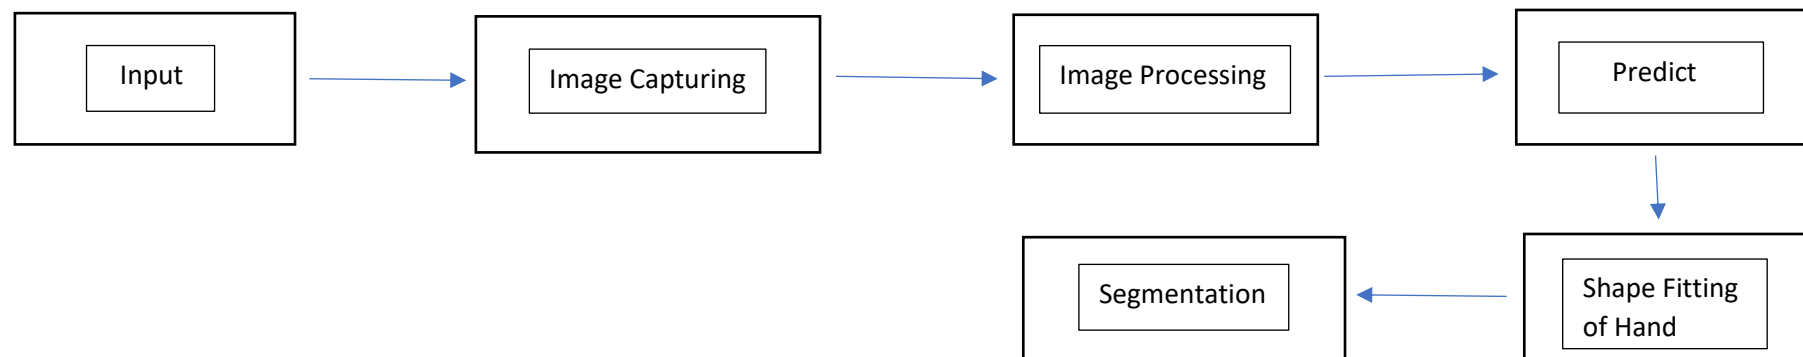 Input
Image Capturing
Image Processing
Predict
Shape Fitting
of Hand
Segmentation